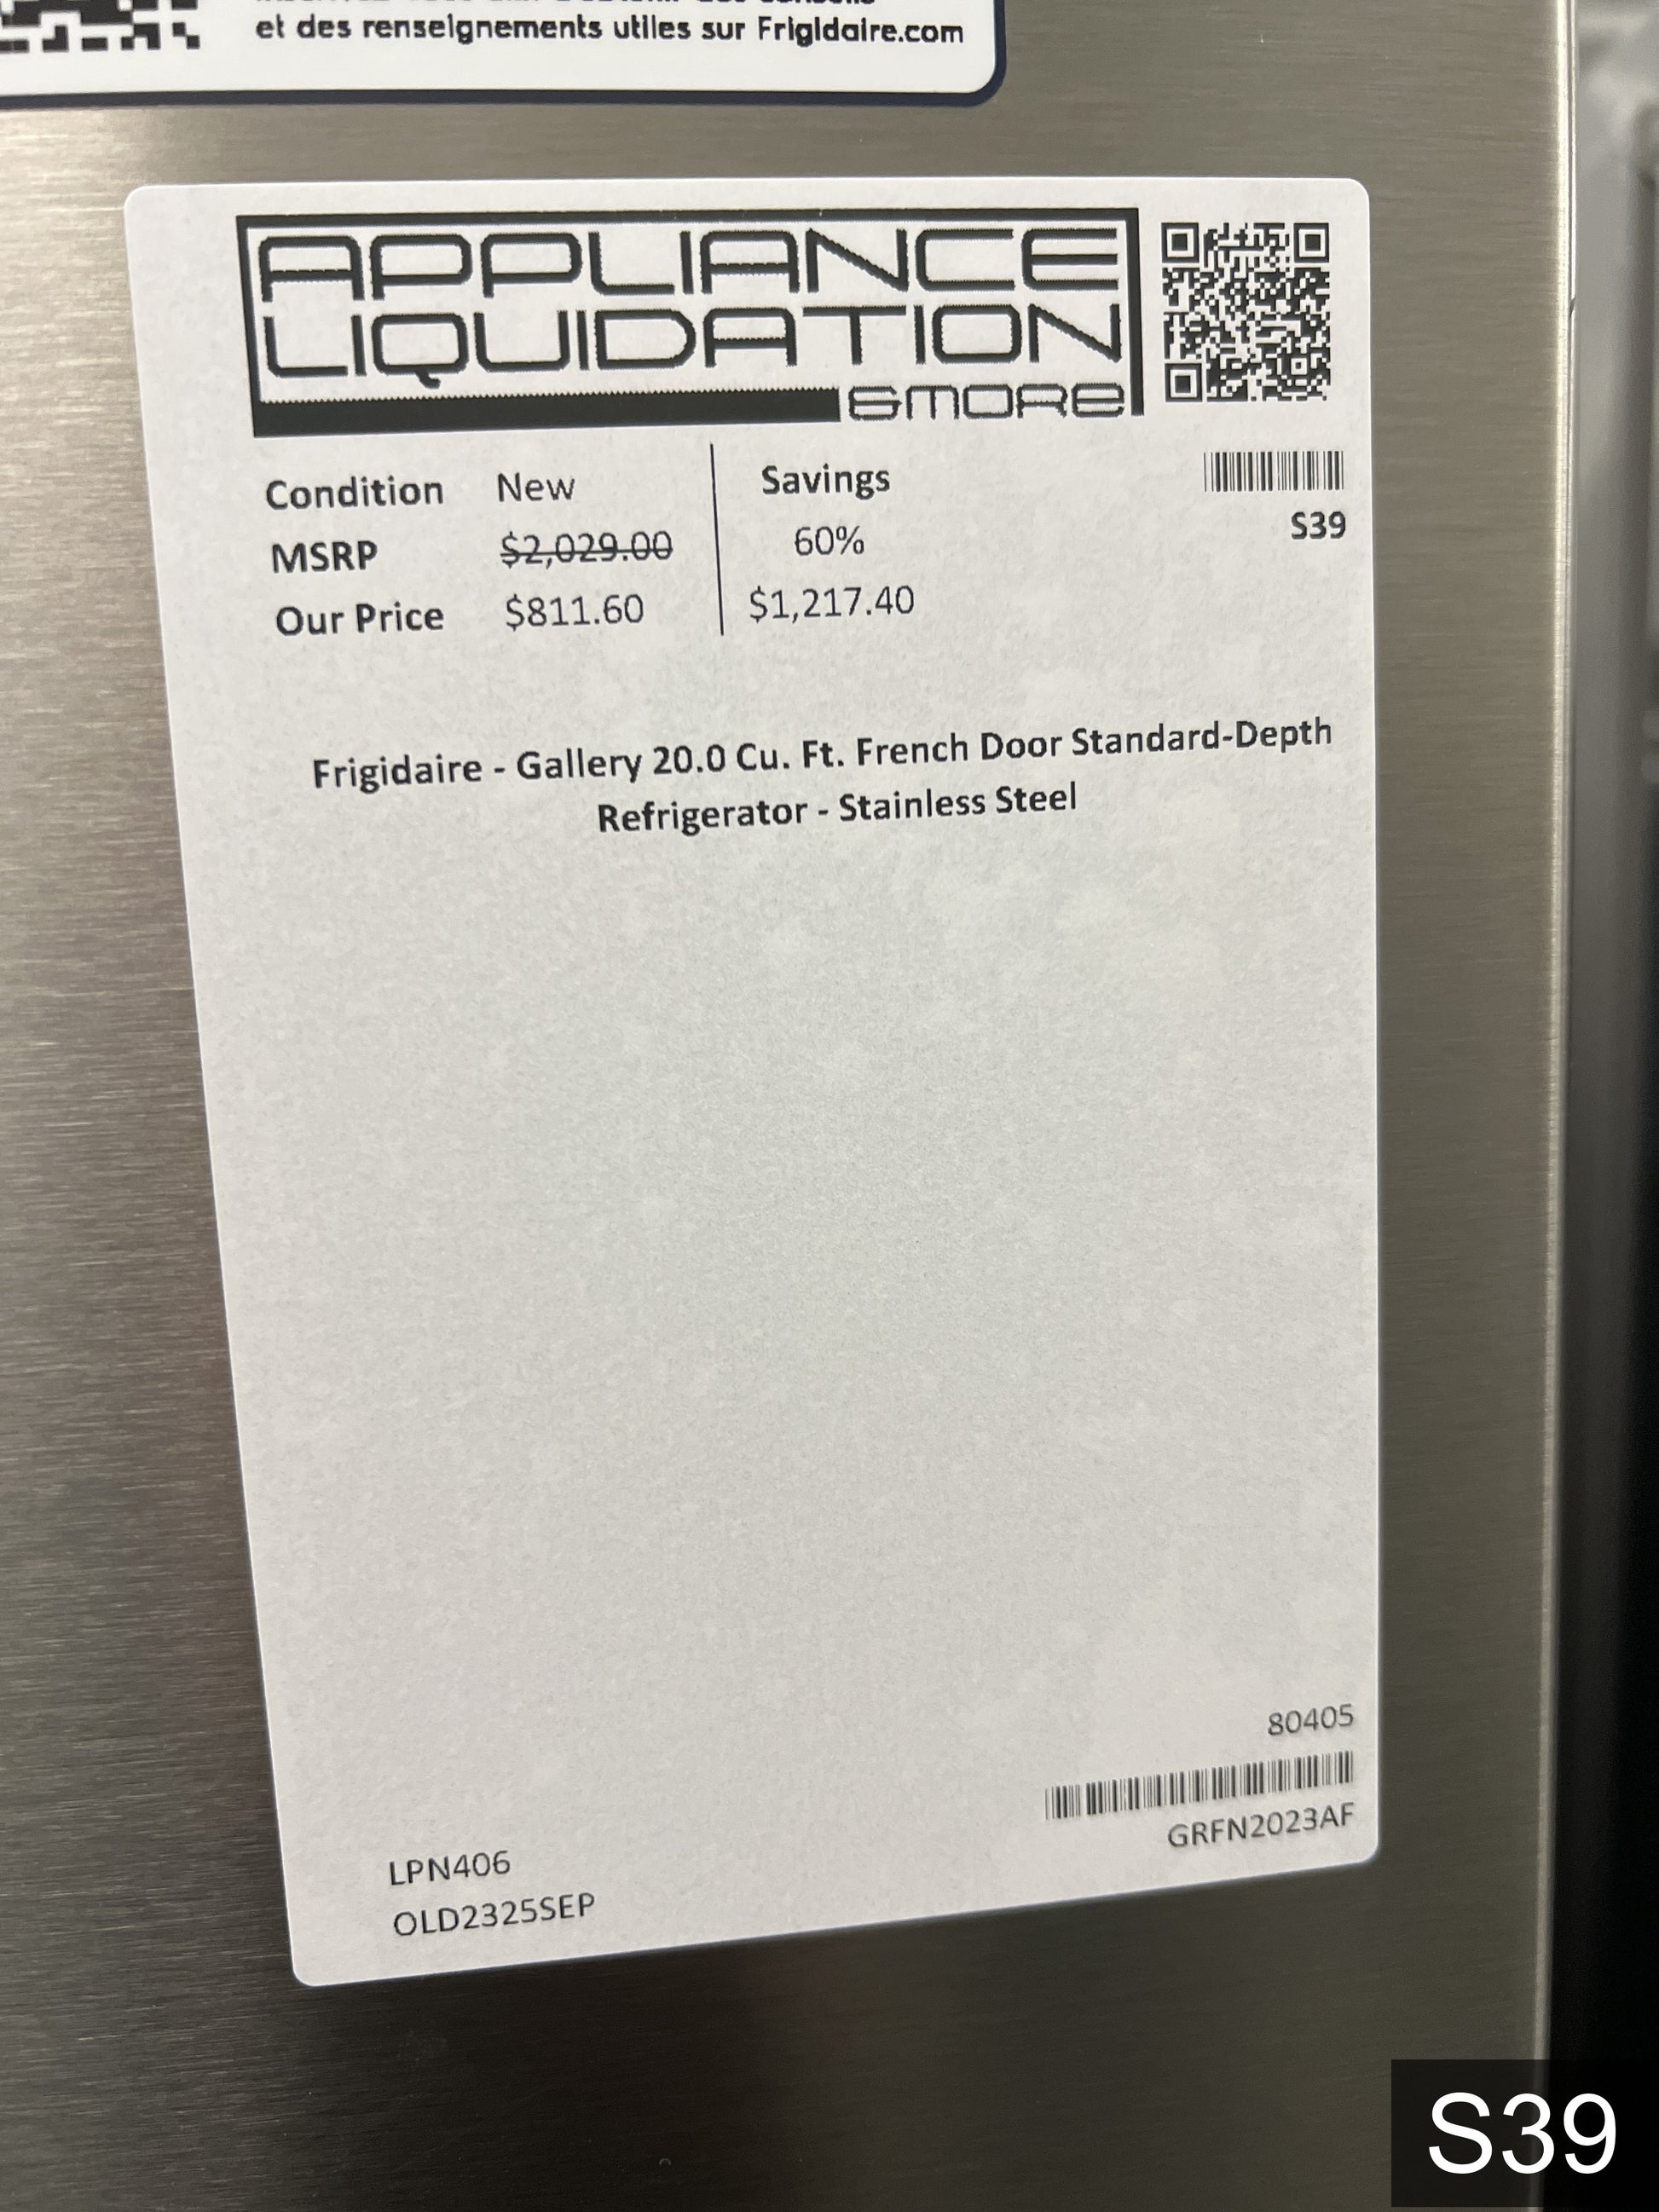 et des renseignements utiles sur Frigidaire.com
APPLIANCE
LIQUIDATION
&MORE
Condition New
MSRP $2,029.00
Our Price $811.60
Savings
60%
$1,217.40
S39
Frigidaire - Gallery 20.0 Cu. Ft. French Door Standard-Depth
Refrigerator - Stainless Steel
80405
GRFN2023AF
LPN406
OLD2325SEP
S39